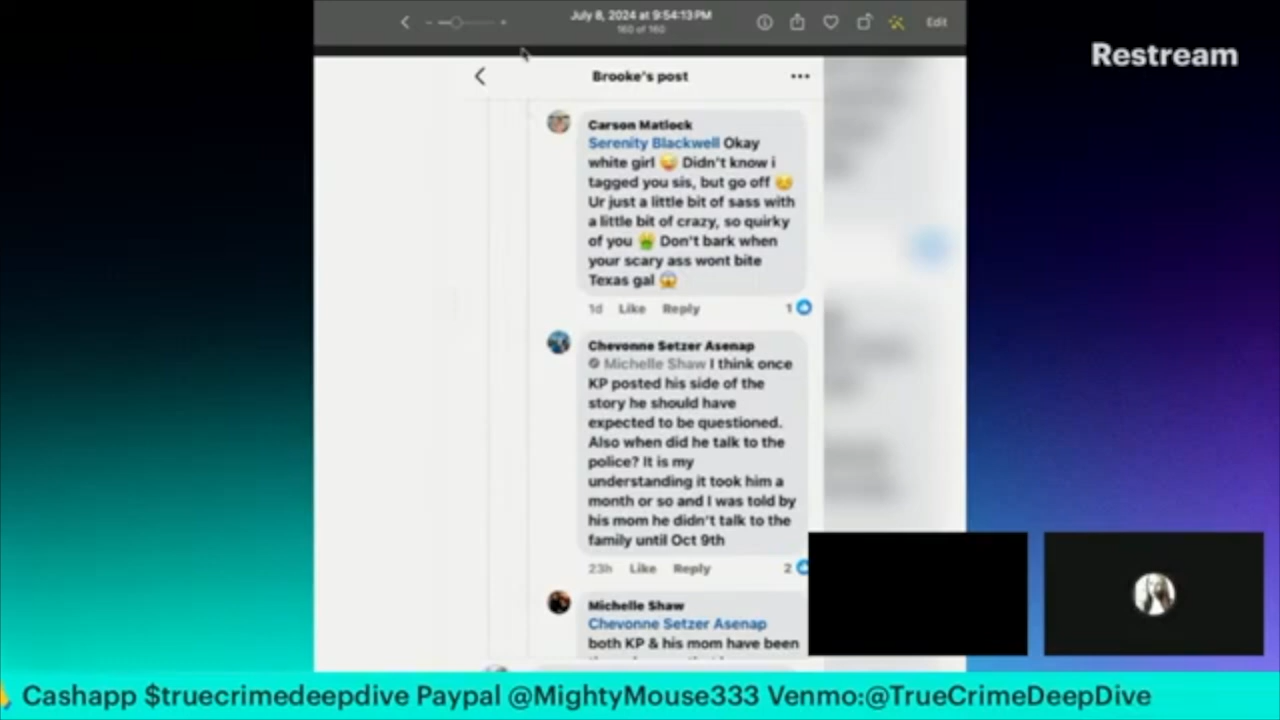 July 8, 2024 at 9:54:13 PM
160 of 160
Edit
Restream
Brooke's post
Carson Matlock
Serenity Blackwell Okay
white girl 😜 Didn't know i
tagged you sis, but go off 😏
Ur just a little bit of sass with
a little bit of crazy, so quirky
of you 🤮 Don't bark when
your scary ass wont bite
Texas gal 😱
1d Like Reply 1
Chevonne Setzer Asenap
Michelle Shaw I think once
KP posted his side of the
story he should have
expected to be questioned.
Also when did he talk to the
police? It is my
understanding it took him a
month or so and I was told by
his mom he didn't talk to the
family until Oct 9th
23h Like Reply 2
Michelle Shaw
Chevonne Setzer Asenap
both KP & his mom have been
Cashapp $truecrimedeepdive Paypal @MightyMouse333 Venmo:@TrueCrimeDeepDive